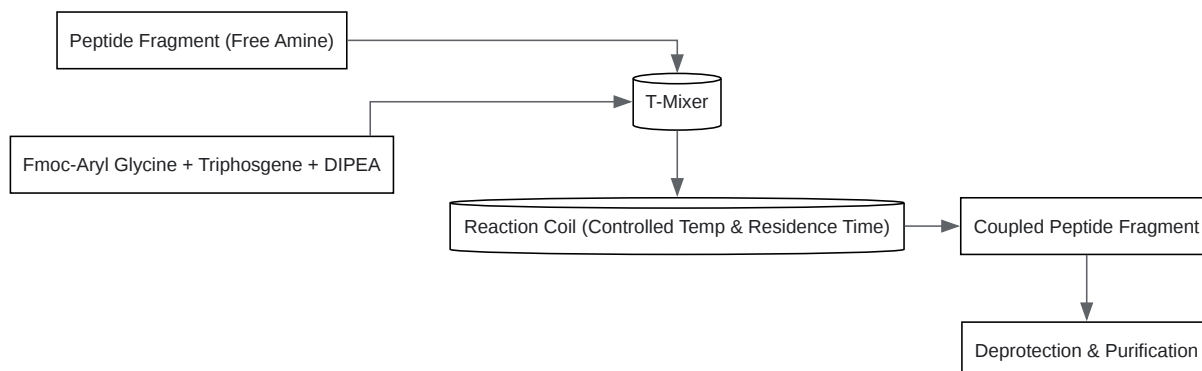 Peptide Fragment (Free Amine)
T-Mixer
Fmoc-Aryl Glycine + Triphosgene + DIPEA
Reaction Coil (Controlled Temp & Residence Time)
Coupled Peptide Fragment
Deprotection & Purification